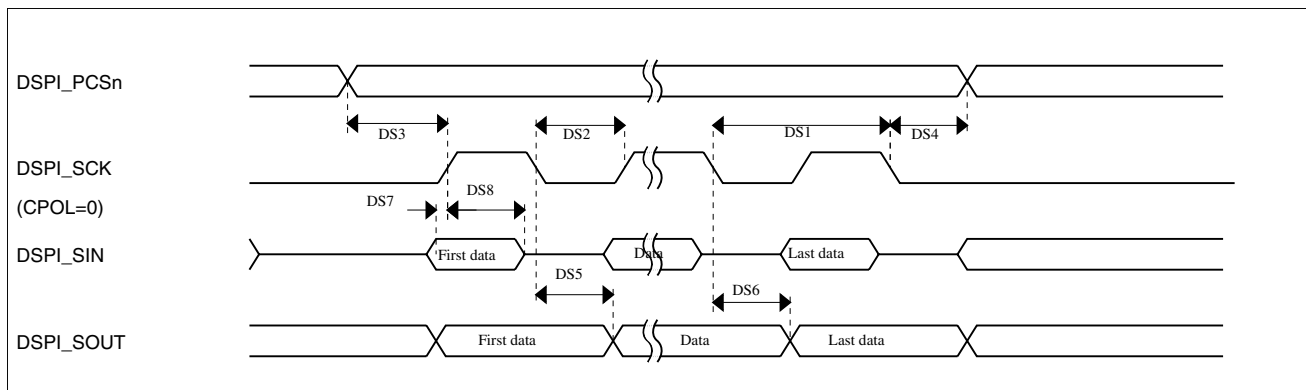 DSPI_PCSn
DS3
DS2
DS1
DS4
DSPI_SCK
(CPOL=0)
DS7
DS8
DSPI_SIN
First data
Data
Last data
DS5
DS6
DSPI_SOUT
First data
Data
Last data